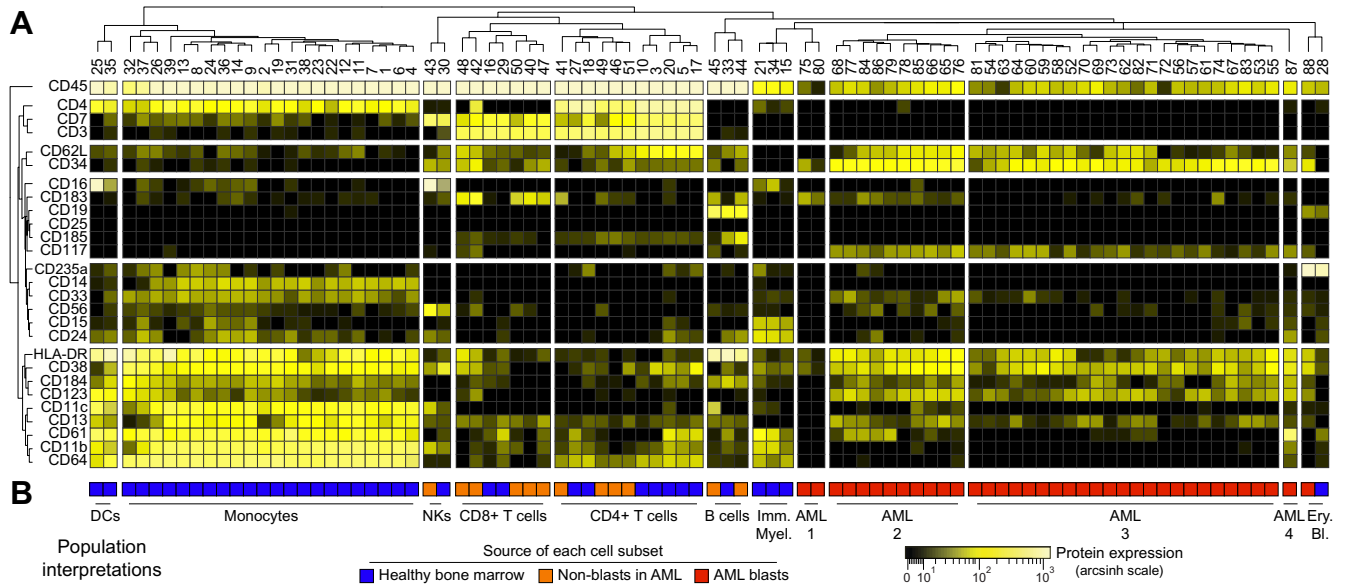 A
25 35 32 37 26 39 13 8 24 36 14 9 2 19 31 38 23 22 12 11 7 1 6 4 43 30 48 42 16 29 50 40 47 41 27 18 49 46 51 10 3 20 5 17 45 33 44 21 34 15 75 80 68 77 84 86 79 78 85 66 65 76 81 54 63 64 60 59 58 52 70 69 73 62 82 71 72 56 57 61 74 67 83 53 55 87 88 28
CD45
CD4
CD7
CD3
CD62L
CD34
CD16
CD183
CD19
CD25
CD185
CD117
CD235a
CD14
CD33
CD56
CD15
CD24
HLA-DR
CD38
CD184
CD123
CD11c
CD13
CD61
CD11b
CD64
B
DCs Monocytes NKs CD8+ T cells CD4+ T cells B cells Imm. AML AML AML AML Ery.
Myel. 1 2 3 4 Bl.
Population
interpretations
Source of each cell subset
Healthy bone marrow Non-blasts in AML AML blasts
Protein expression
(arcsinh scale)
0 10¹ 10² 10³